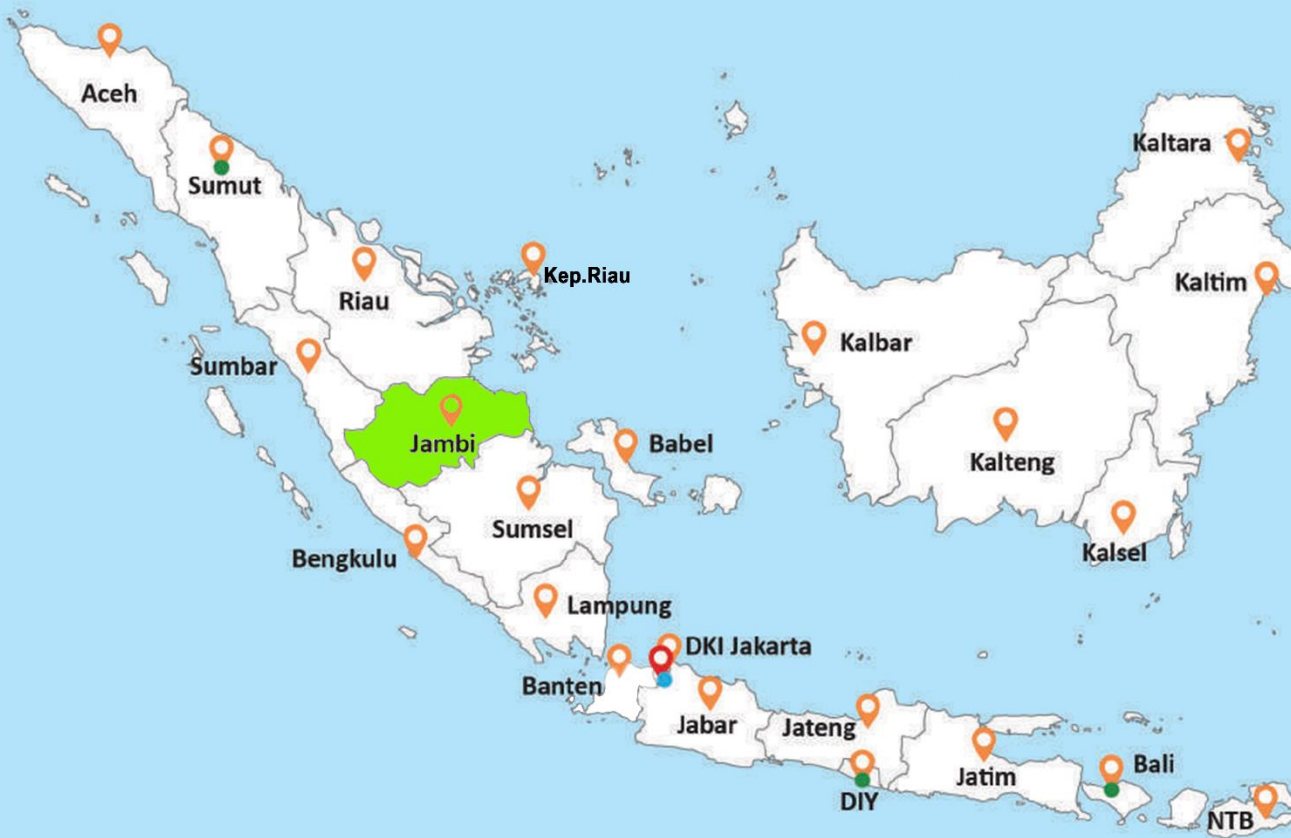 Aceh
Kaltara
Sumut
Kep.Riau
Kaltim
Riau
Kalbar
Sumbar
Jambi
Babel
Kalteng
Sumsel
Kalsel
Bengkulu
Lampung
DKI Jakarta
Banten
Jabar
Jateng
Bali
Jatim
DIY
NTB